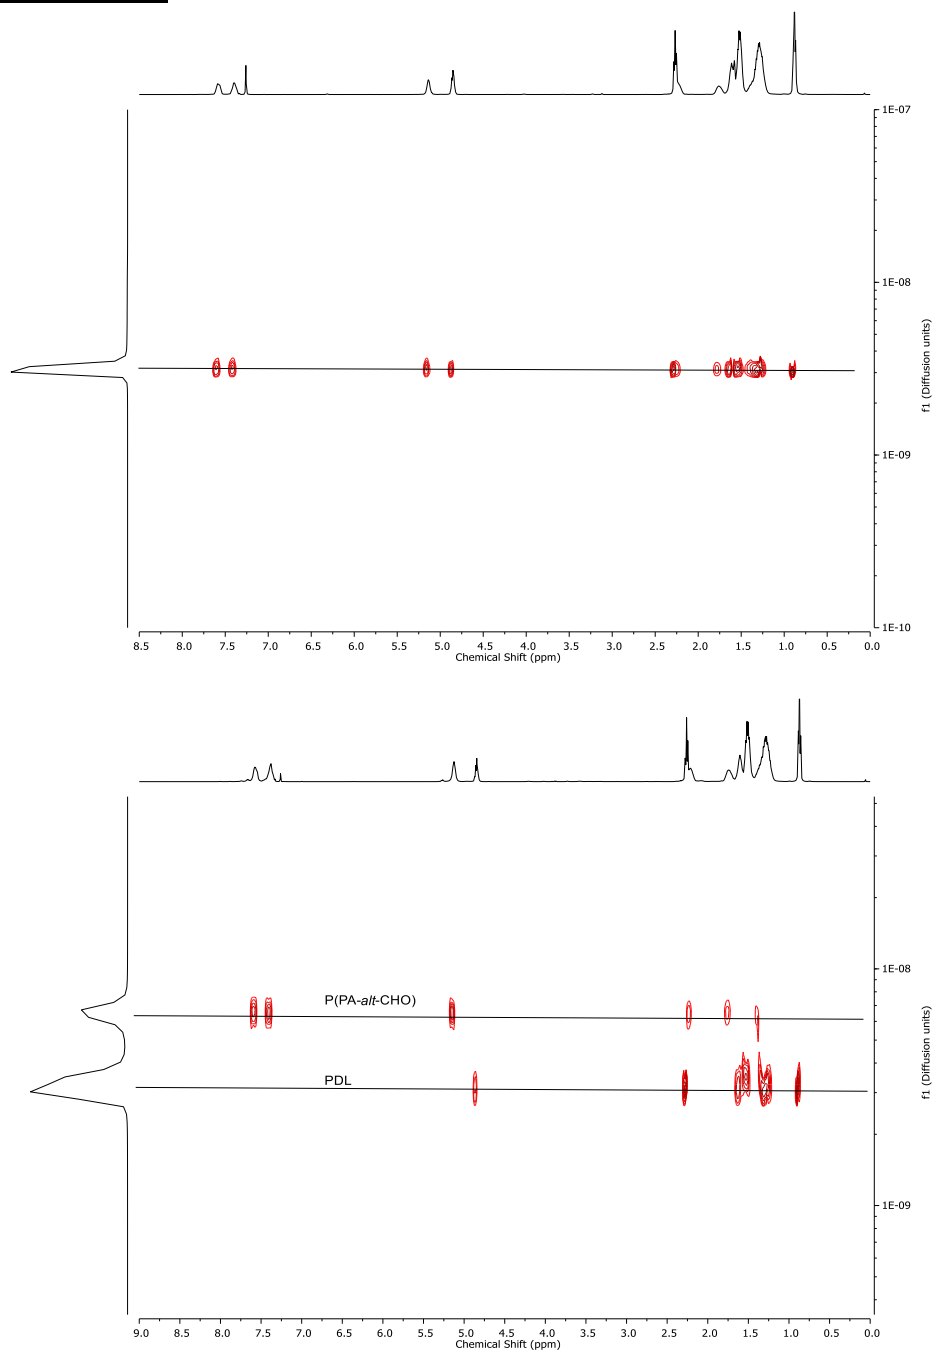 1E-07
1E-08
1E-09
1E-10
f1 (Diffusion units)
8.5 8.0 7.5 7.0 6.5 6.0 5.5 5.0 4.5 4.0 3.5 3.0 2.5 2.0 1.5 1.0 0.5 0.0
Chemical Shift (ppm)
1E-08
P(PA-alt-CHO)
PDL
1E-09
f1 (Diffusion units)
9.0 8.5 8.0 7.5 7.0 6.5 6.0 5.5 5.0 4.5 4.0 3.5 3.0 2.5 2.0 1.5 1.0 0.5 0.0
Chemical Shift (ppm)